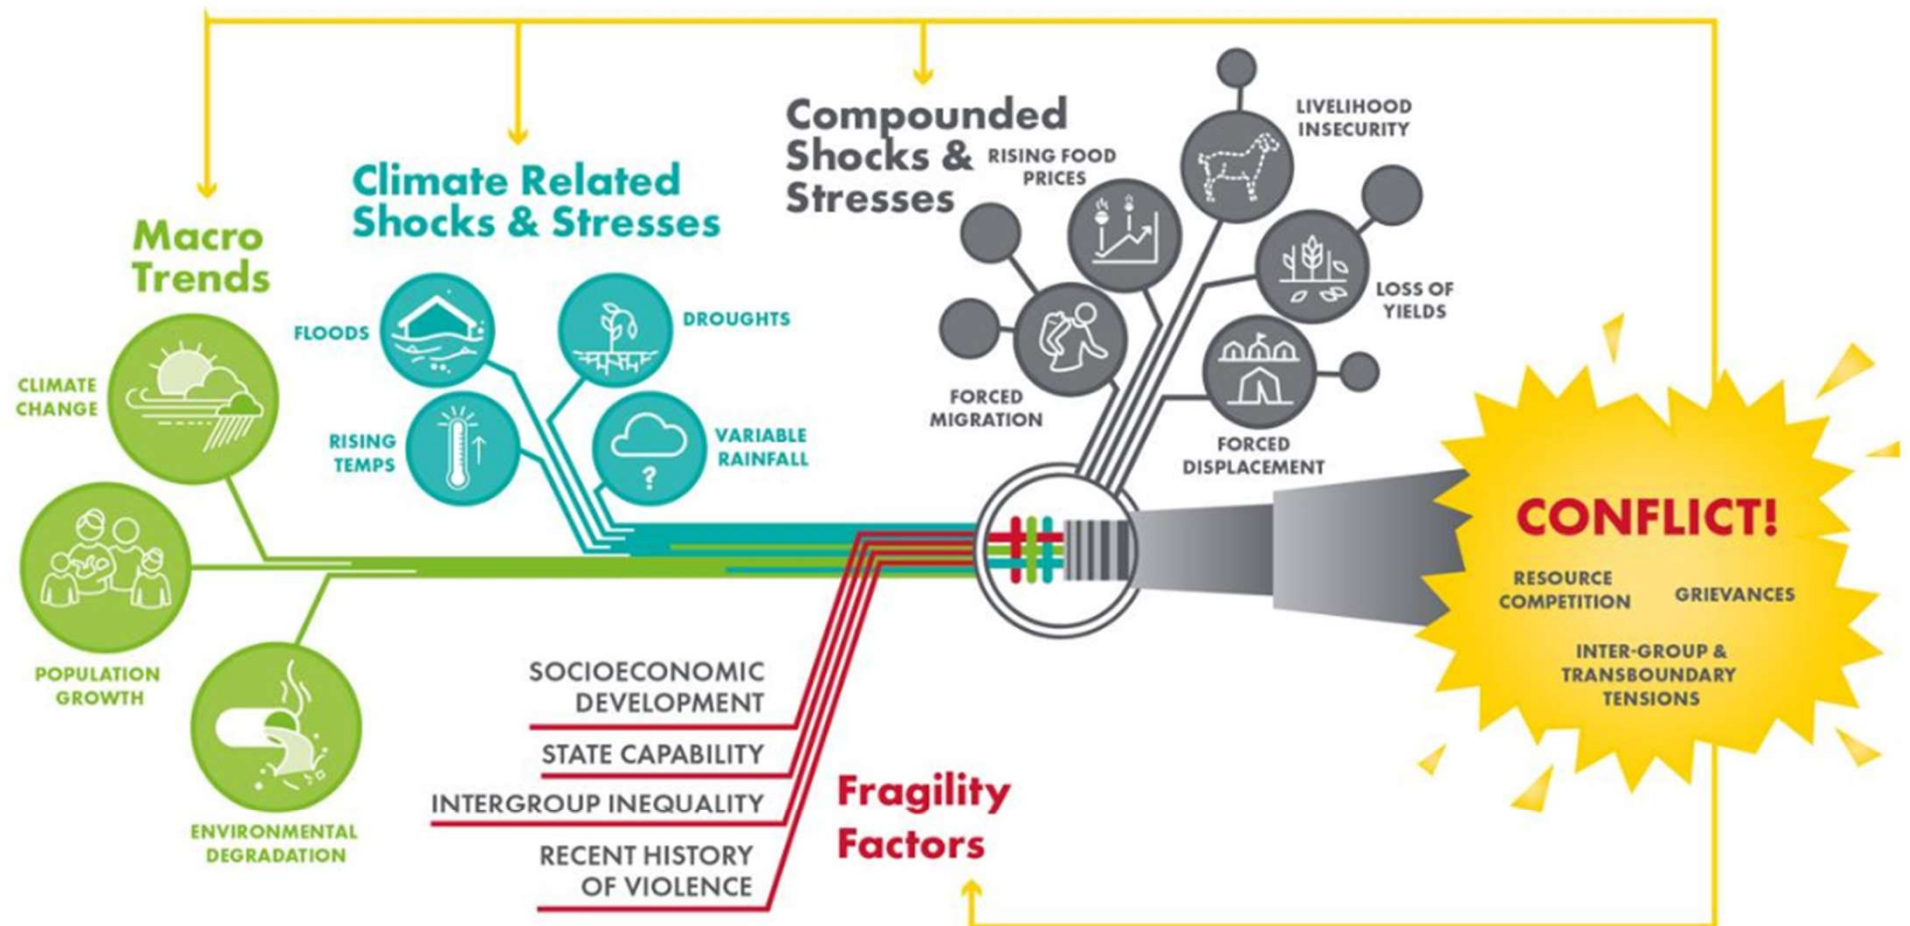 Macro
Trends
CLIMATE
CHANGE
POPULATION
GROWTH
ENVIRONMENTAL
DEGRADATION
Climate Related
Shocks & Stresses
FLOODS
DROUGHTS
RISING
TEMPS
VARIABLE
RAINFALL
?
Compounded
Shocks &
Stresses
RISING FOOD
PRICES
LIVELIHOOD
INSECURITY
LOSS OF
YIELDS
FORCED
MIGRATION
FORCED
DISPLACEMENT
SOCIOECONOMIC
DEVELOPMENT
STATE CAPABILITY
INTERGROUP INEQUALITY
RECENT HISTORY
OF VIOLENCE
Fragility
Factors
CONFLICT!
RESOURCE
COMPETITION
GRIEVANCES
INTER-GROUP &
TRANSBOUNDARY
TENSIONS